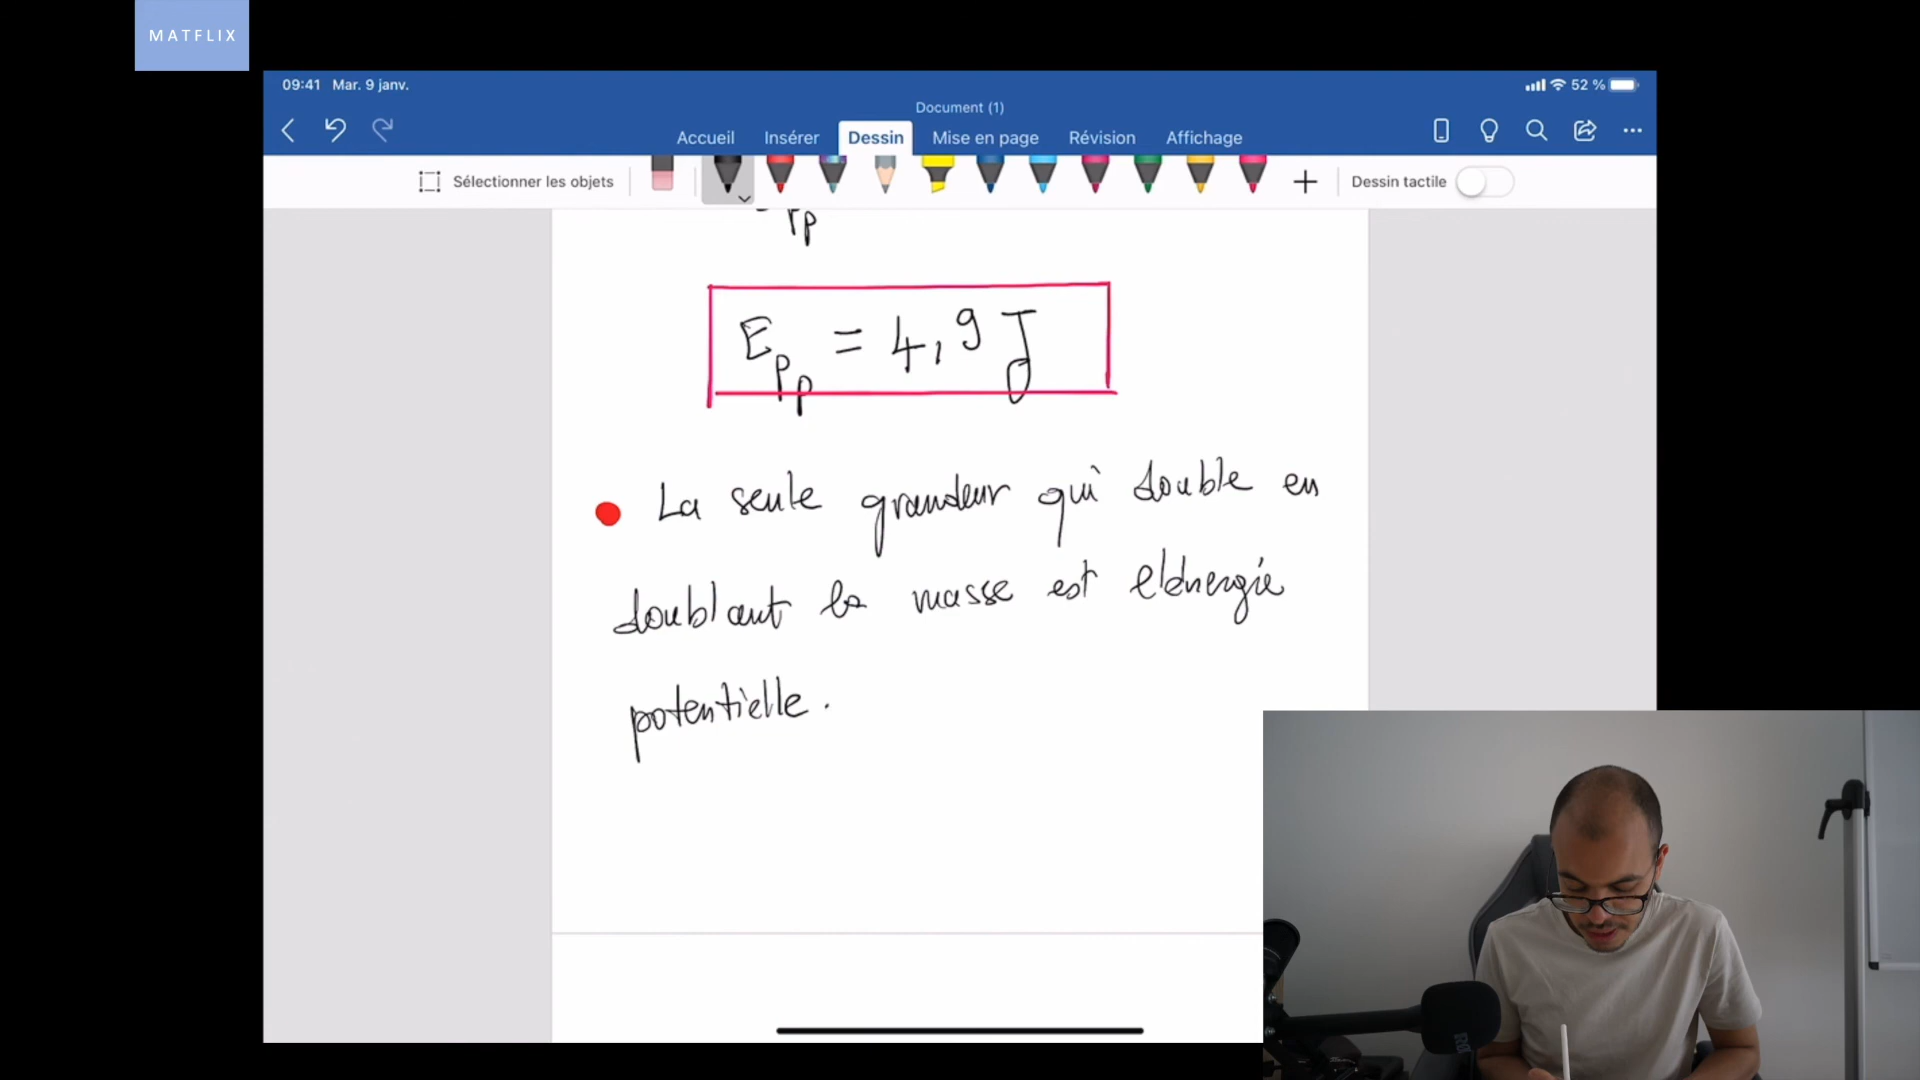 MATFLIX
09:41 Mar. 9 janv.
52 %
Document (1)
Accueil Insérer Dessin Mise en page Révision Affichage
Sélectionner les objets
Dessin tactile
Epp = 4,9 J
La seule grandeur qui double en
doublant la masse est l'énergie
potentielle.